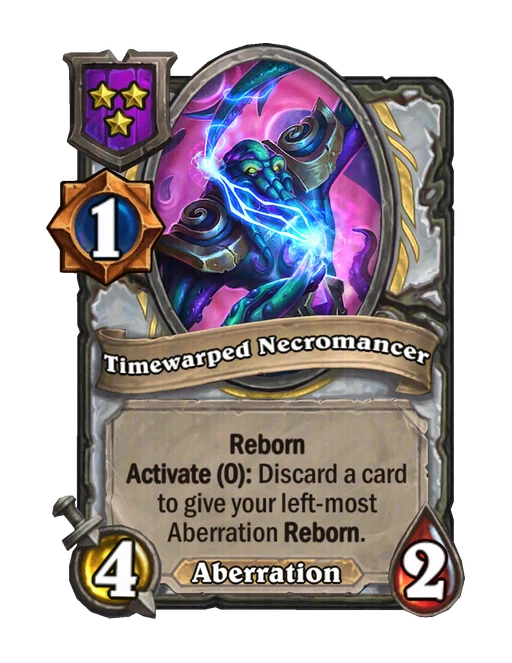 1
Timewarped Necromancer
Reborn
Activate (0): Discard a card
to give your left-most
Aberration Reborn.
4
Aberration
2